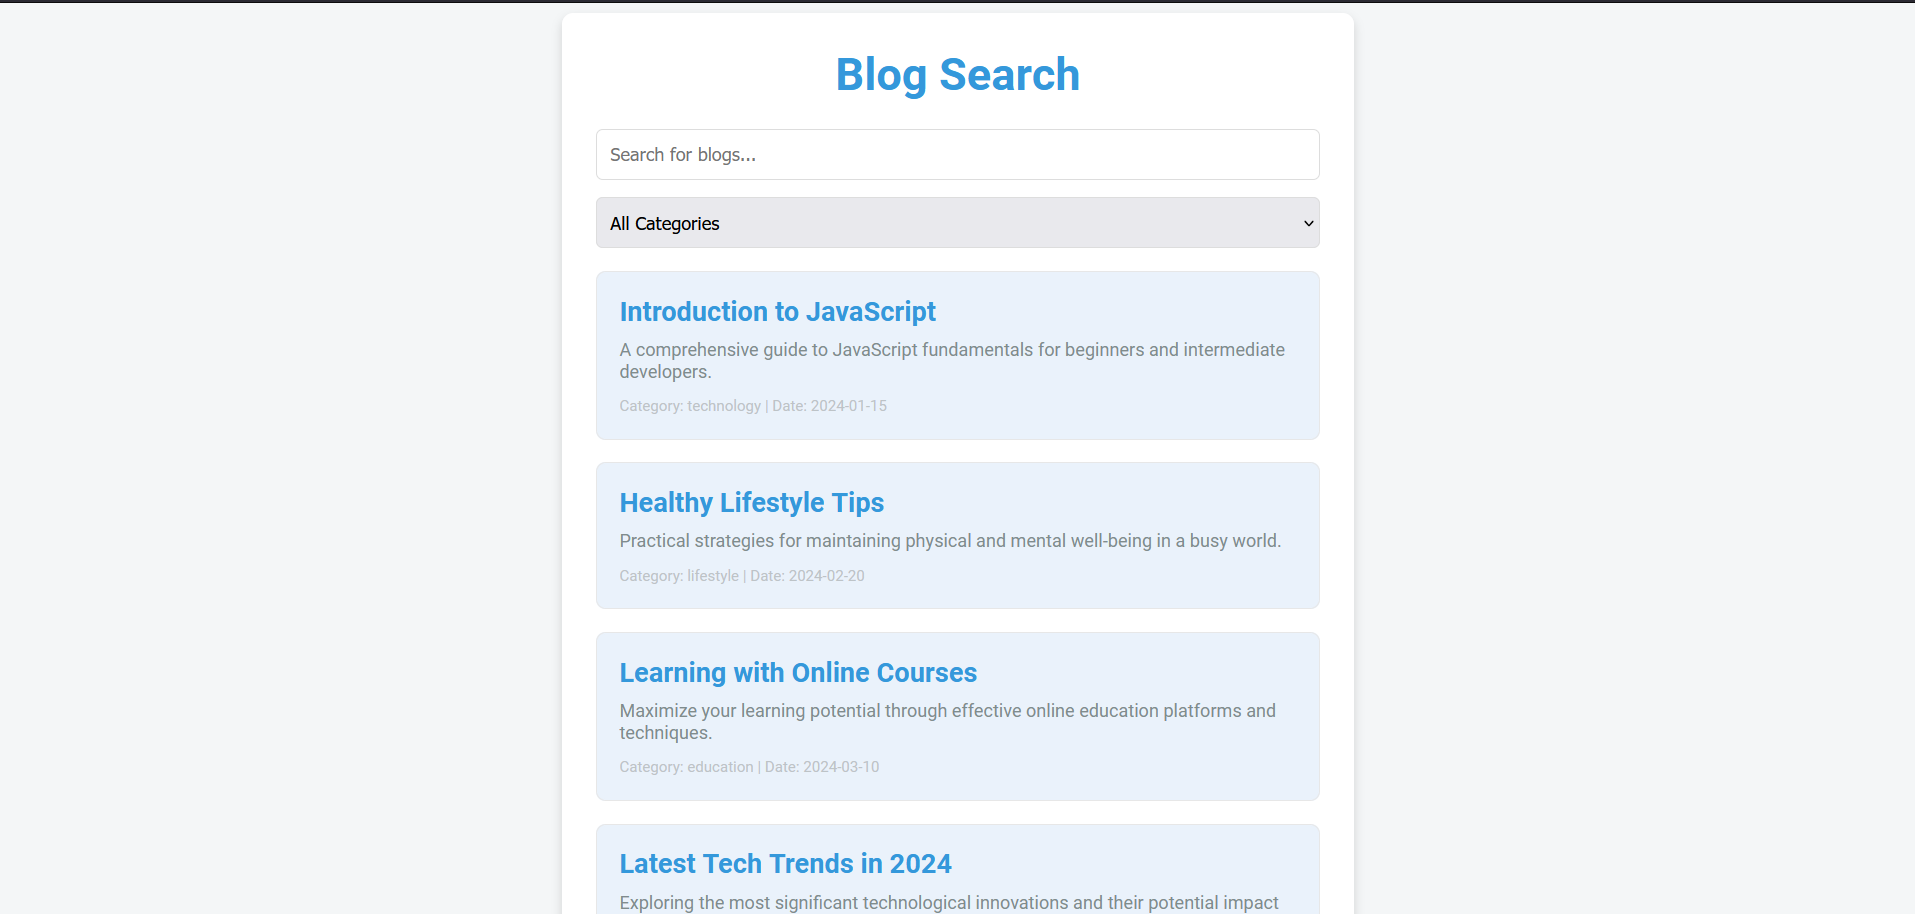 Blog Search
Search for blogs...
All Categories
Introduction to JavaScript
A comprehensive guide to JavaScript fundamentals for beginners and intermediate
developers.
Category: technology | Date: 2024-01-15
Healthy Lifestyle Tips
Practical strategies for maintaining physical and mental well-being in a busy world.
Category: lifestyle | Date: 2024-02-20
Learning with Online Courses
Maximize your learning potential through effective online education platforms and
techniques.
Category: education | Date: 2024-03-10
Latest Tech Trends in 2024
Exploring the most significant technological innovations and their potential impact